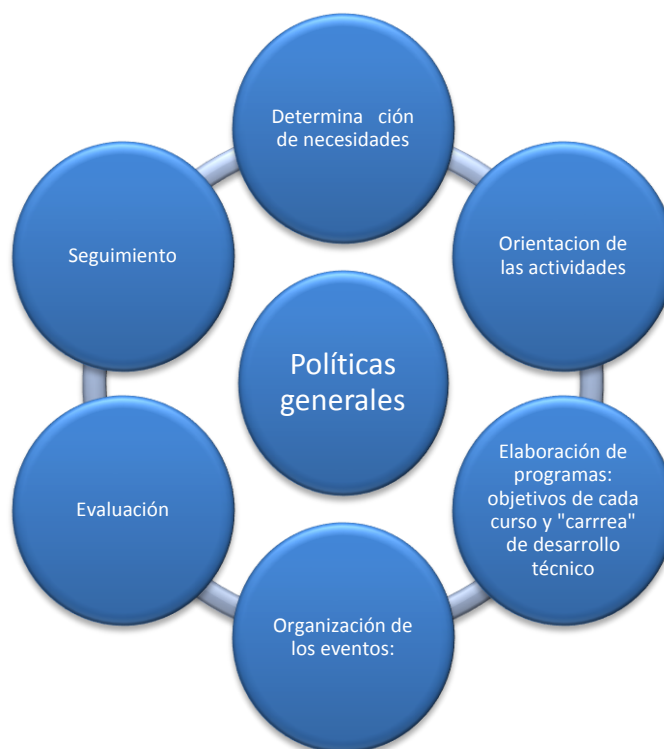 Determina ción
de necesidades
Orientacion de
las actividades
Elaboración de
programas:
objetivos de cada
curso y "carrrea"
de desarrollo
técnico
Organización de
los eventos:
Evaluación
Seguimiento
Políticas
generales